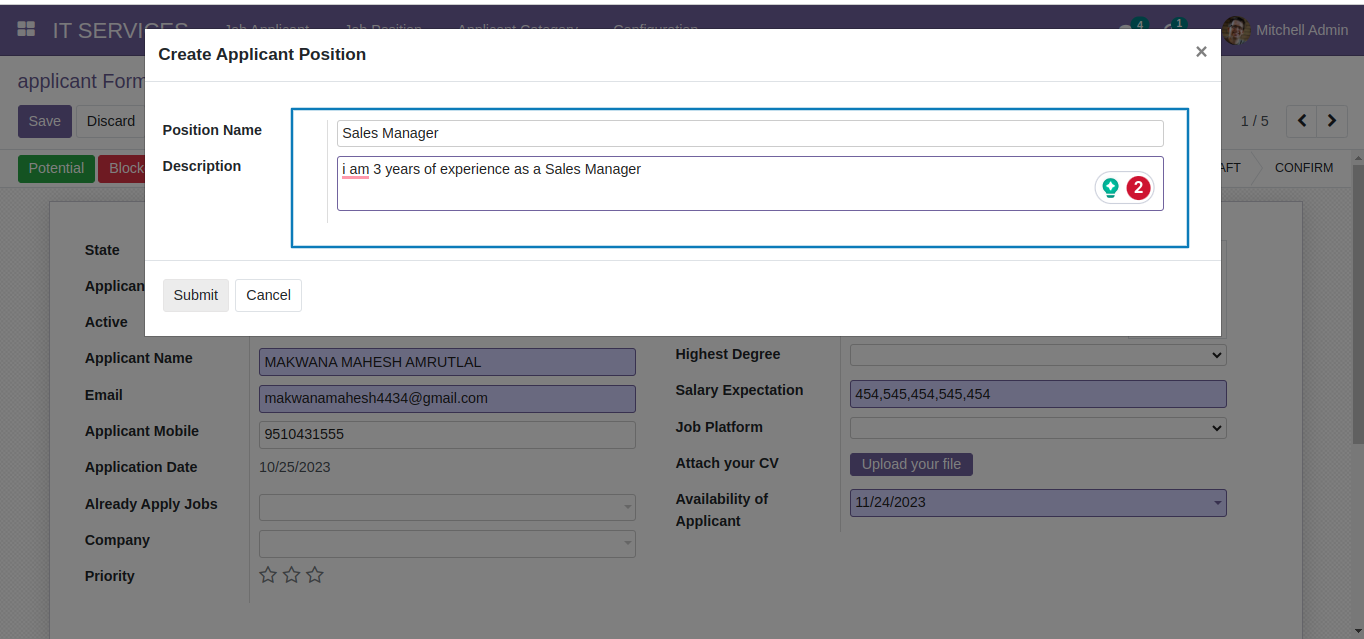 IT SERVICES Job Applicant Job Position Applicant Category Configuration 4 1 Mitchell Admin
Create Applicant Position ×
applicant Form
Save Discard
1 / 5
Position Name Sales Manager
Description i am 3 years of experience as a Sales Manager
2
Potential Block
AFT CONFIRM
State
Applican
Submit Cancel
Active
Applicant Name MAKWANA MAHESH AMRUTLAL
Highest Degree
Email makwanamahesh4434@gmail.com
Salary Expectation 454,545,454,545,454
Applicant Mobile 9510431555
Job Platform
Application Date 10/25/2023
Attach your CV Upload your file
Already Apply Jobs
Availability of
Applicant
11/24/2023
Company
Priority